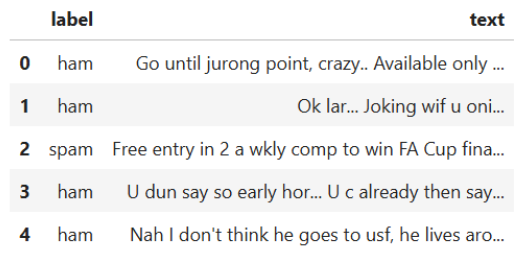 label text
0 ham Go until jurong point, crazy.. Available only ...
1 ham Ok lar... Joking wif u oni...
2 spam Free entry in 2 a wkly comp to win FA Cup fina...
3 ham U dun say so early hor... U c already then say...
4 ham Nah I don't think he goes to usf, he lives aro...